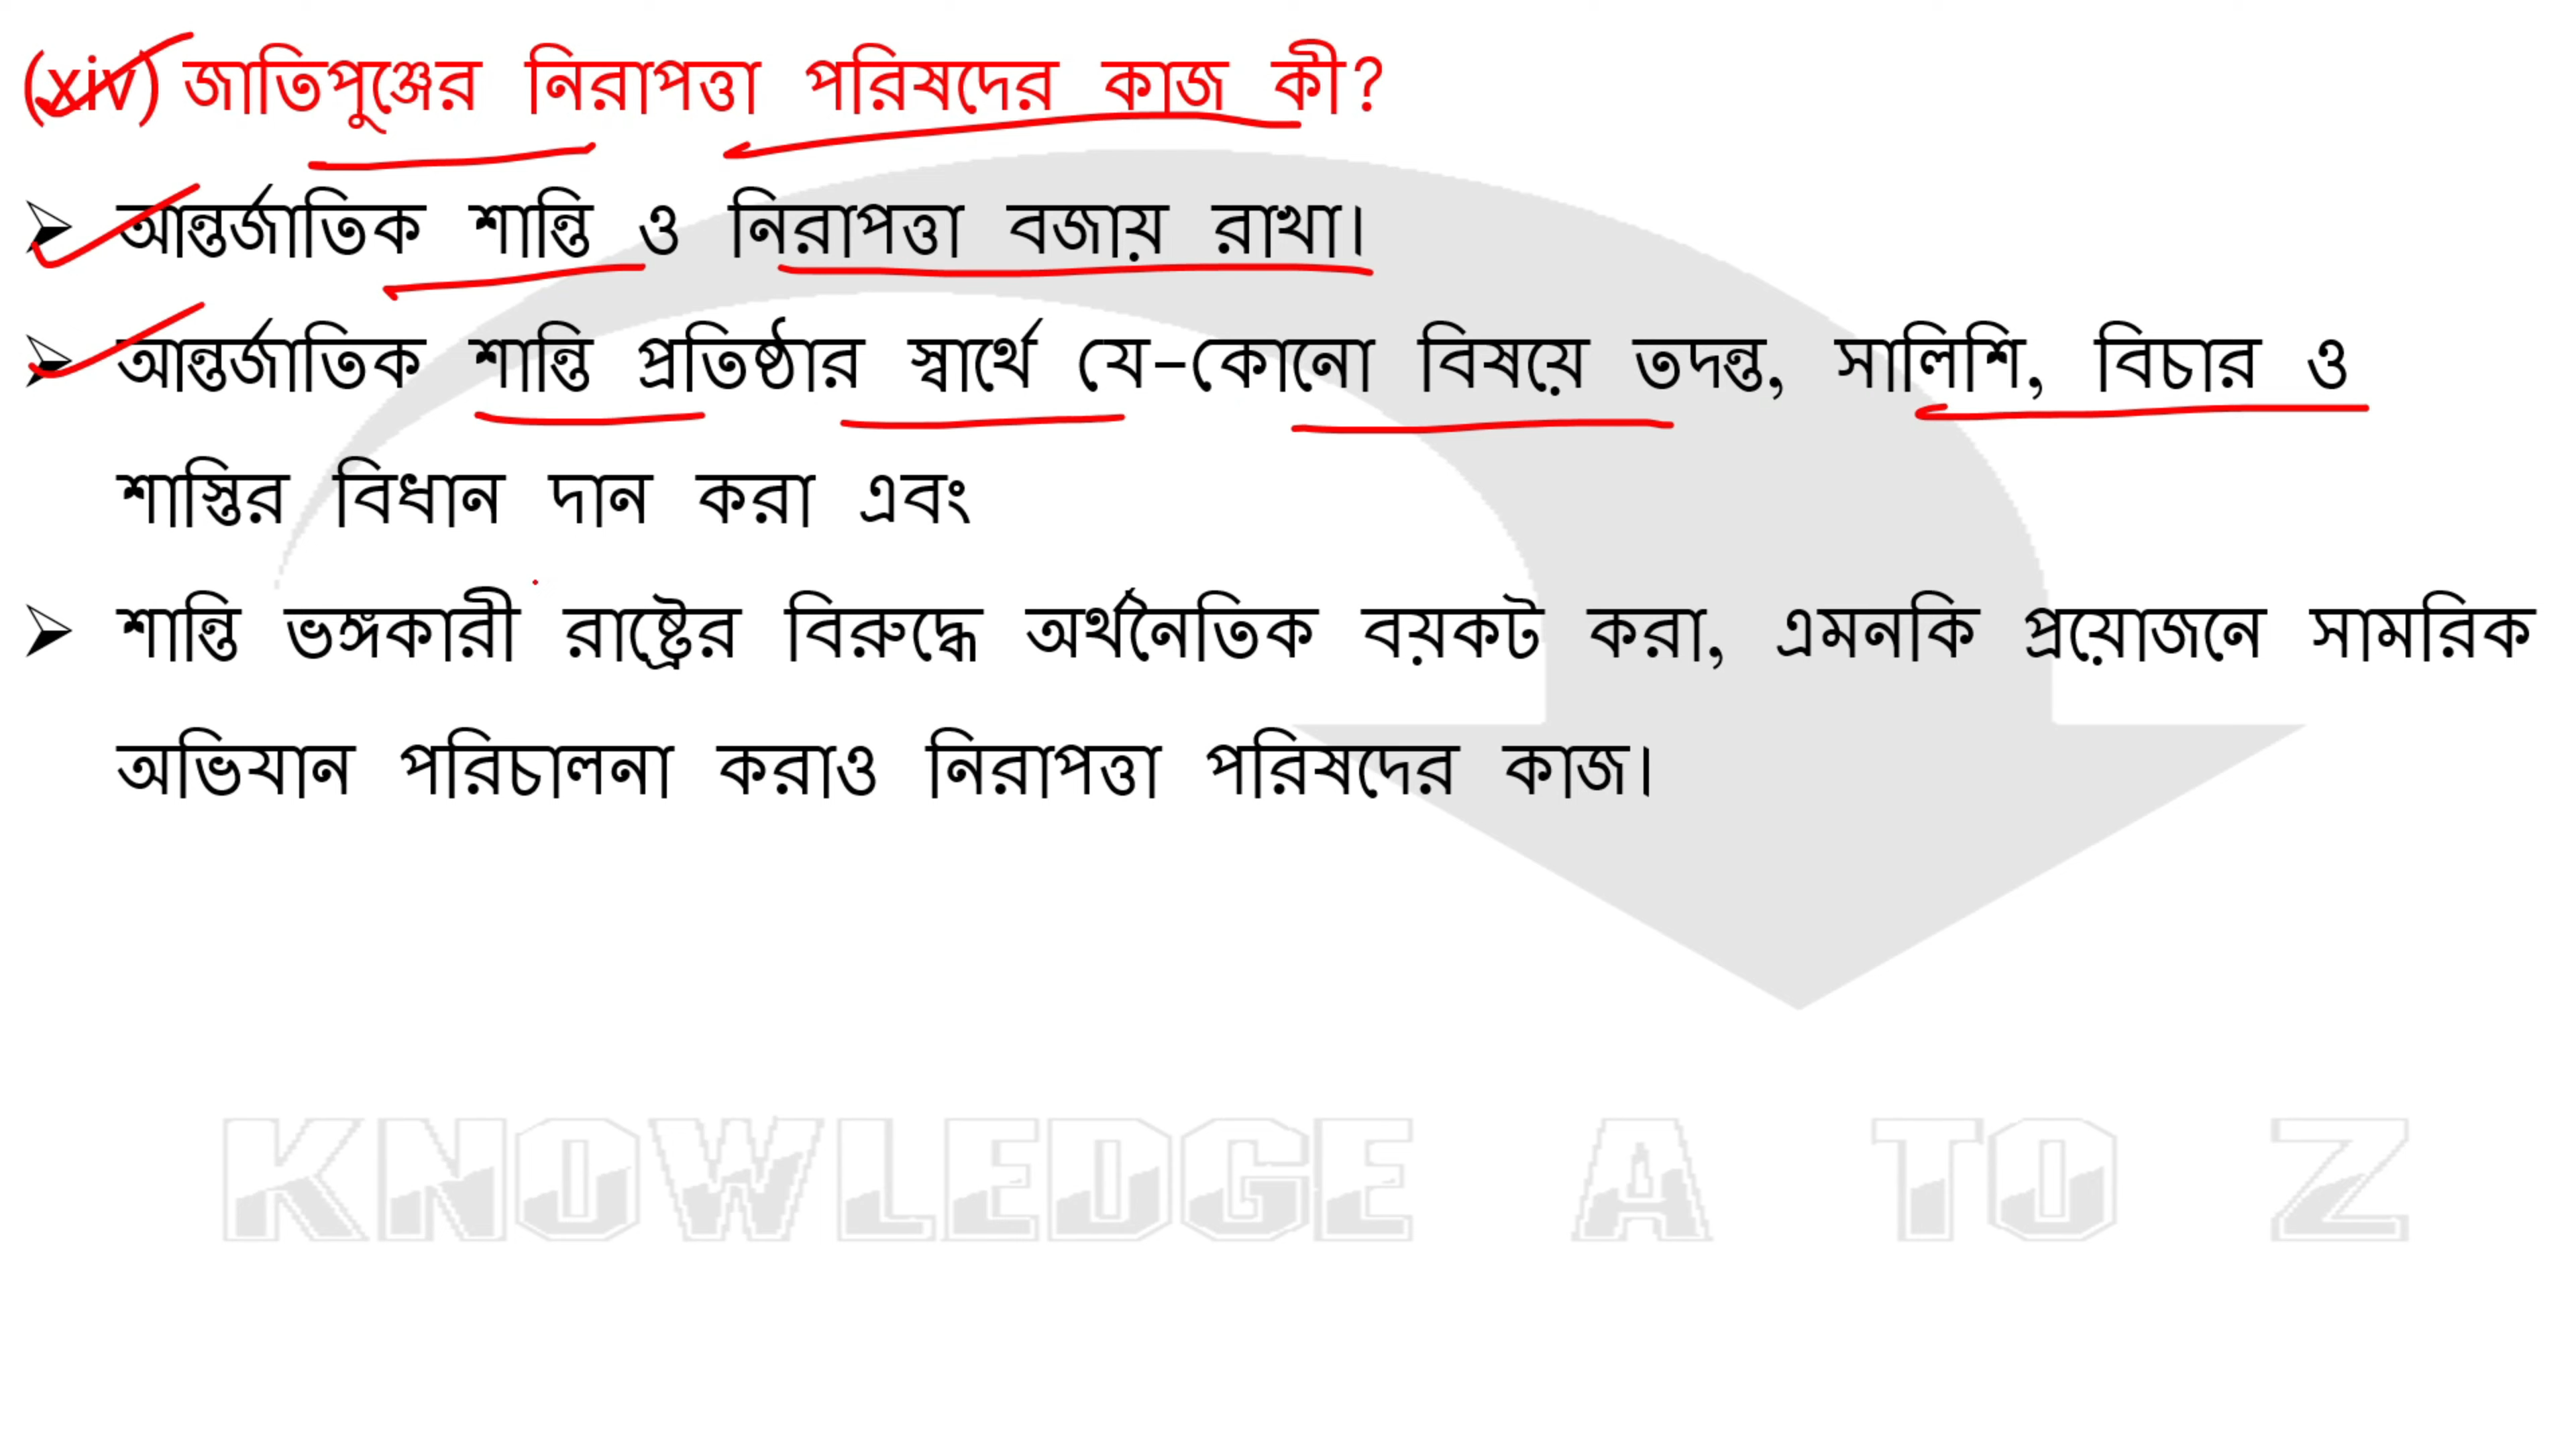 (xiv) জাতিপুঞ্জের নিরাপত্তা পরিষদের কাজ কী?
➢ আন্তর্জাতিক শান্তি ও নিরাপত্তা বজায় রাখা।
➢ আন্তর্জাতিক শান্তি প্রতিষ্ঠার স্বার্থে যে-কোনো বিষয়ে তদন্ত, সালিশি, বিচার ও
শাস্তির বিধান দান করা এবং
➢ শান্তি ভঙ্গকারী রাষ্ট্রের বিরুদ্ধে অর্থনৈতিক বয়কট করা, এমনকি প্রয়োজনে সামরিক
অভিযান পরিচালনা করাও নিরাপত্তা পরিষদের কাজ।
KNOWLEDGE A TO Z